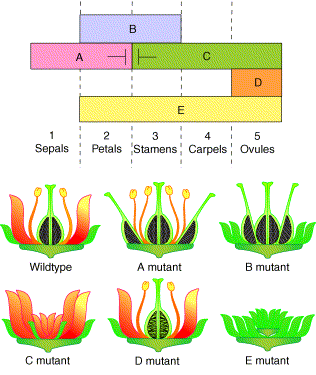 B
A C
D
E
1 2 3 4 5
Sepals Petals Stamens Carpels Ovules
Wildtype A mutant B mutant
C mutant D mutant E mutant